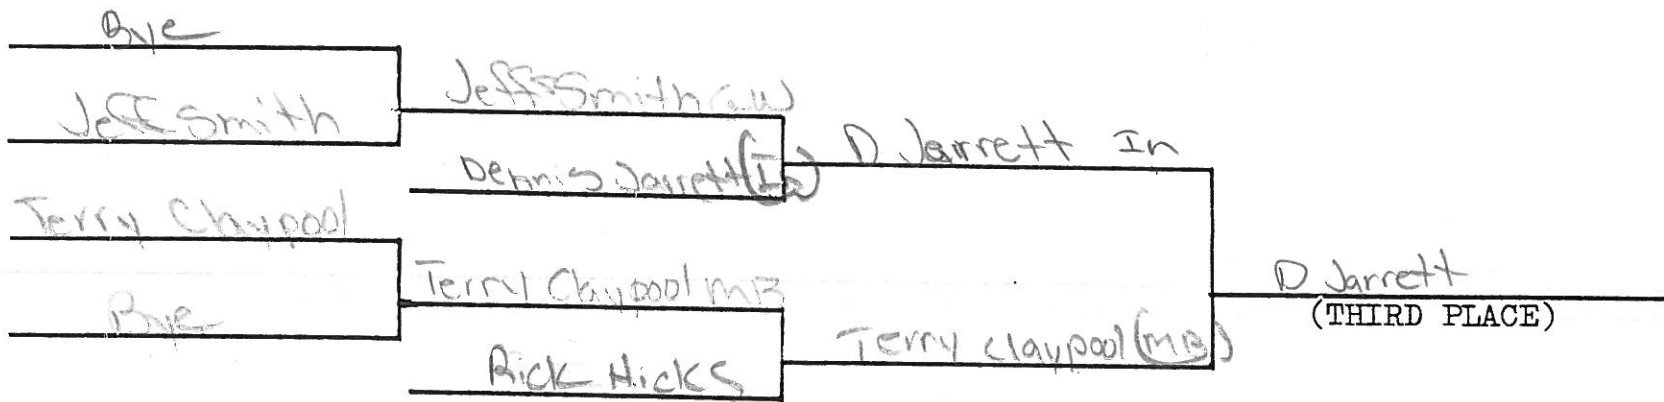 Bye
Jeff Smith
Terry Claypool
Bye
Jeff Smith G.W
Dennis Jarrett (In)
Terry Claypool MB
Rick Hicks
D Jarrett In
Terry Claypool (MB)
D Jarrett
(THIRD PLACE)